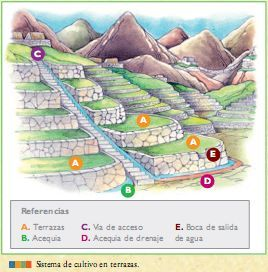 C
A
A
A
E
D
B
Referencias
A. Terrazas C. Vía de acceso E. Boca de salida
B. Acequia D. Acequia de drenaje de agua
Sistema de cultivo en terrazas.